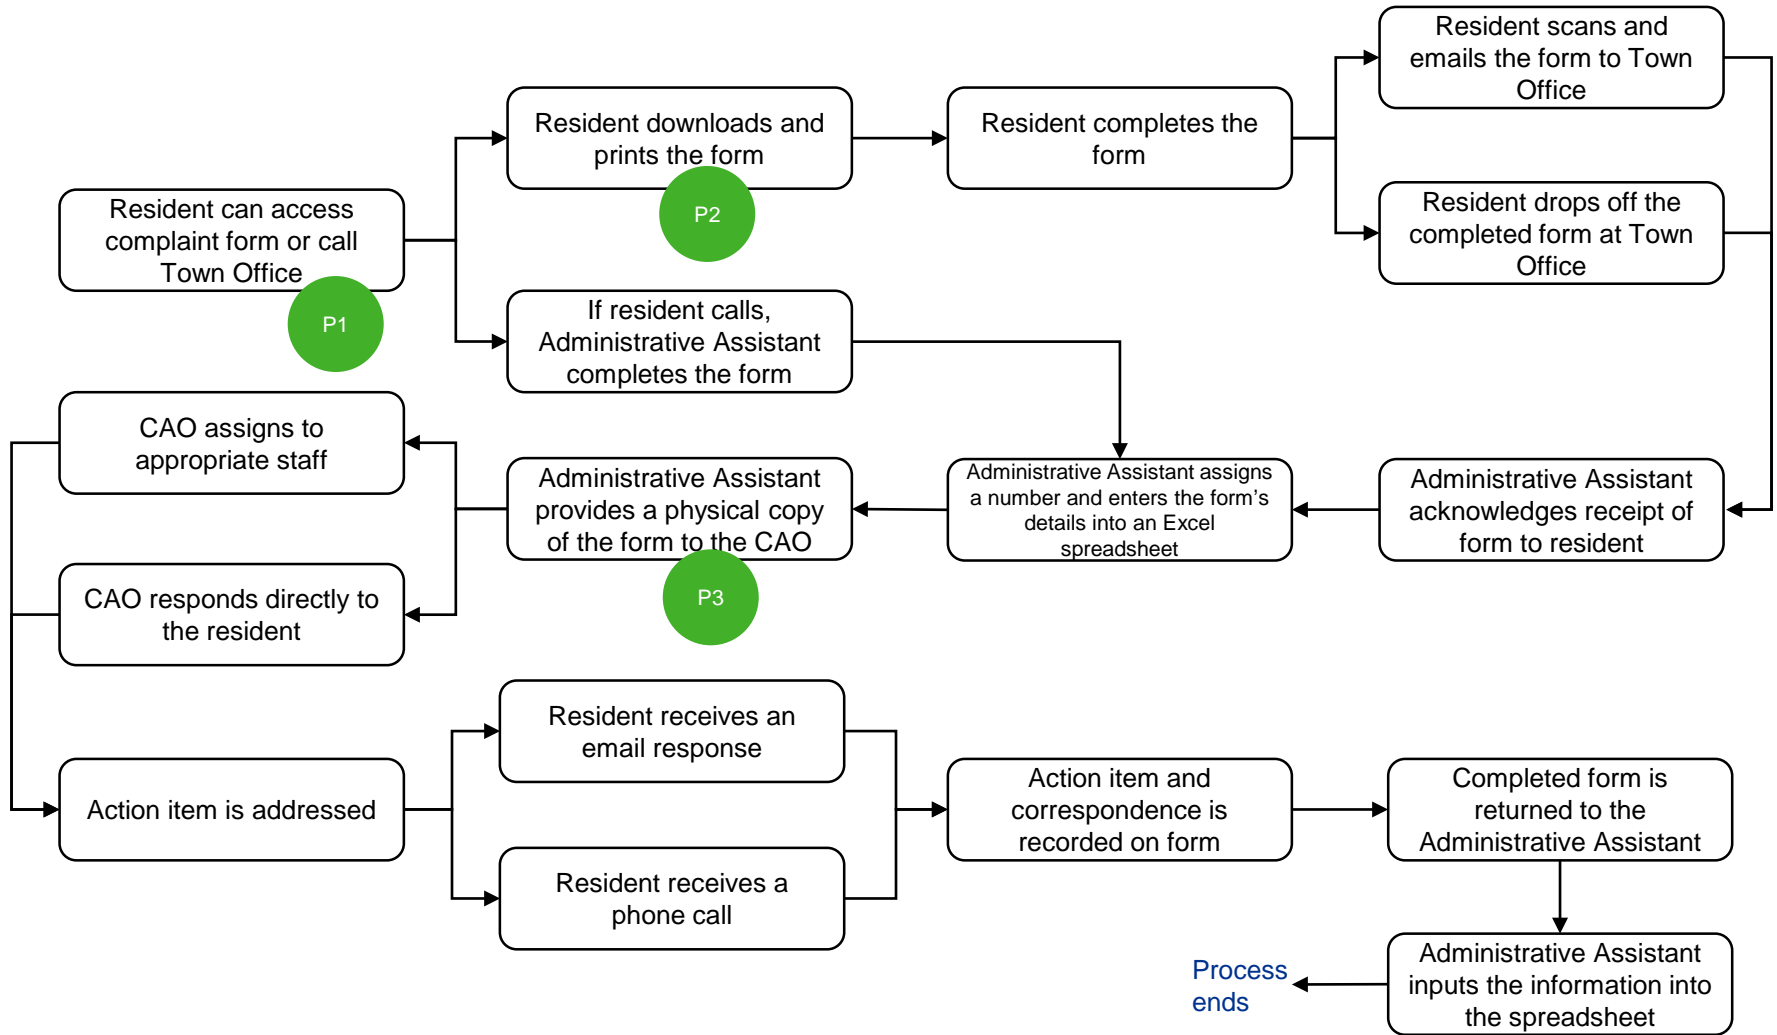 Resident can access
complaint form or call
Town Office
P1
Resident downloads and
prints the form
P2
Resident completes the
form
Resident scans and
emails the form to Town
Office
Resident drops off the
completed form at Town
Office
If resident calls,
Administrative Assistant
completes the form
Administrative Assistant
acknowledges receipt of
form to resident
Administrative Assistant assigns
a number and enters the form’s
details into an Excel
spreadsheet
Administrative Assistant
provides a physical copy
of the form to the CAO
P3
CAO assigns to
appropriate staff
CAO responds directly to
the resident
Action item is addressed
Resident receives an
email response
Resident receives a
phone call
Action item and
correspondence is
recorded on form
Completed form is
returned to the
Administrative Assistant
Administrative Assistant
inputs the information into
the spreadsheet
Process
ends